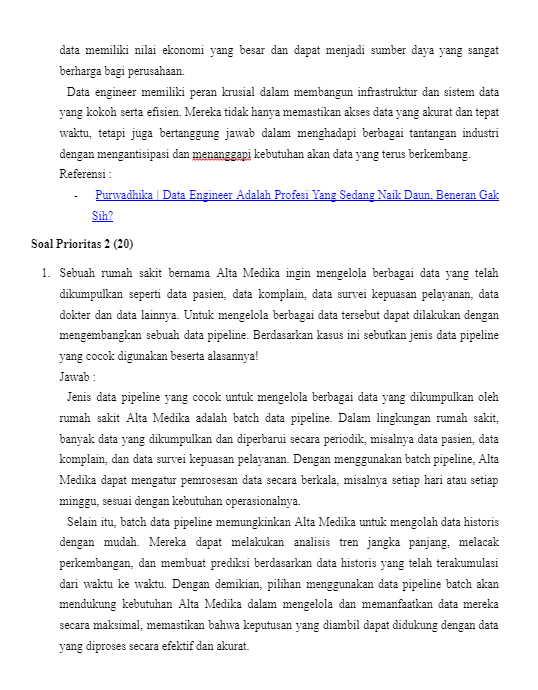 data memiliki nilai ekonomi yang besar dan dapat menjadi sumber daya yang sangat
berharga bagi perusahaan.
Data engineer memiliki peran krusial dalam membangun infrastruktur dan sistem data
yang kokoh serta efisien. Mereka tidak hanya memastikan akses data yang akurat dan tepat
waktu, tetapi juga bertanggung jawab dalam menghadapi berbagai tantangan industri
dengan mengantisipasi dan menanggapi kebutuhan akan data yang terus berkembang.
Referensi :
- Purwadhika | Data Engineer Adalah Profesi Yang Sedang Naik Daun, Beneran Gak
Sih?
Soal Prioritas 2 (20)
1. Sebuah rumah sakit bernama Alta Medika ingin mengelola berbagai data yang telah
dikumpulkan seperti data pasien, data komplain, data survei kepuasan pelayanan, data
dokter dan data lainnya. Untuk mengelola berbagai data tersebut dapat dilakukan dengan
mengembangkan sebuah data pipeline. Berdasarkan kasus ini sebutkan jenis data pipeline
yang cocok digunakan beserta alasannya!
Jawab :
Jenis data pipeline yang cocok untuk mengelola berbagai data yang dikumpulkan oleh
rumah sakit Alta Medika adalah batch data pipeline. Dalam lingkungan rumah sakit,
banyak data yang dikumpulkan dan diperbarui secara periodik, misalnya data pasien, data
komplain, dan data survei kepuasan pelayanan. Dengan menggunakan batch pipeline, Alta
Medika dapat mengatur pemrosesan data secara berkala, misalnya setiap hari atau setiap
minggu, sesuai dengan kebutuhan operasionalnya.
Selain itu, batch data pipeline memungkinkan Alta Medika untuk mengolah data historis
dengan mudah. Mereka dapat melakukan analisis tren jangka panjang, melacak
perkembangan, dan membuat prediksi berdasarkan data historis yang telah terakumulasi
dari waktu ke waktu. Dengan demikian, pilihan menggunakan data pipeline batch akan
mendukung kebutuhan Alta Medika dalam mengelola dan memanfaatkan data mereka
secara maksimal, memastikan bahwa keputusan yang diambil dapat didukung dengan data
yang diproses secara efektif dan akurat.